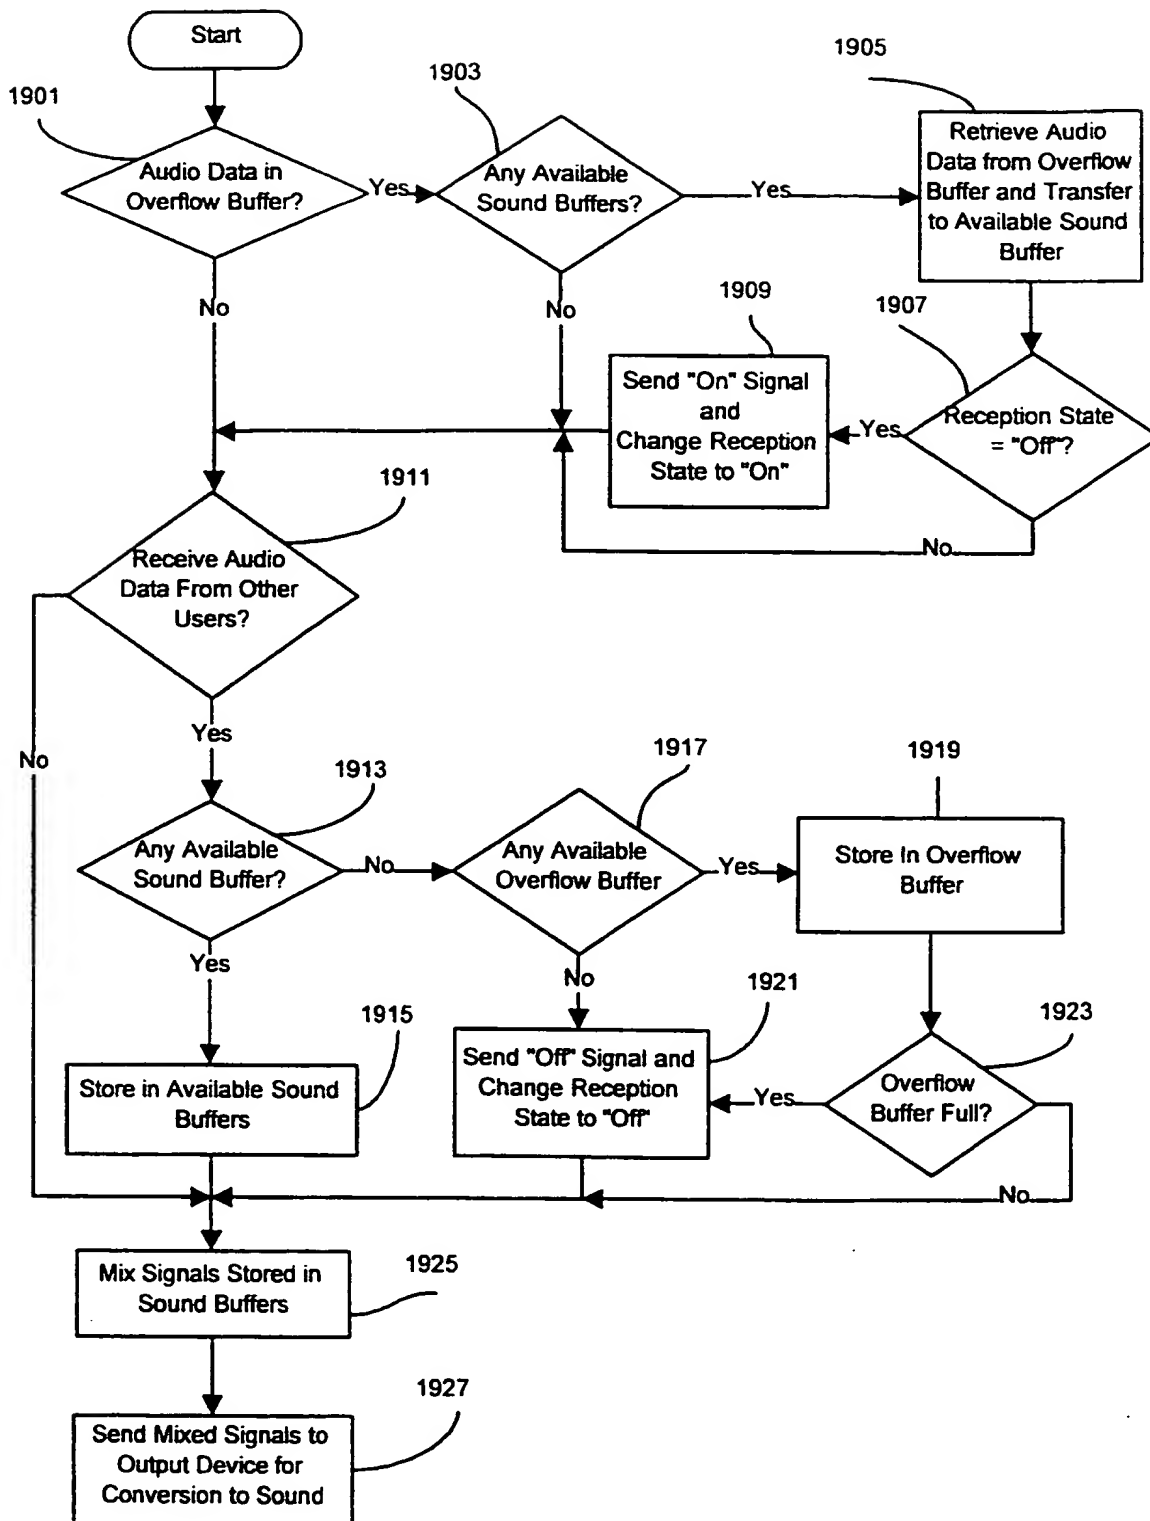 Start
1901
1903
1905
Audio Data in
Overflow Buffer?
Yes
Any Available
Sound Buffers?
Yes
Retrieve Audio
Data from Overflow
Buffer and Transfer
to Available Sound
Buffer
No
No
1909
1907
Send "On" Signal
and
Change Reception
State to "On"
Yes
Reception State
= "Off"?
No
1911
Receive Audio
Data From Other
Users?
No
Yes
1913
1917
1919
Any Available
Sound Buffer?
No
Any Available
Overflow Buffer
Yes
Store In Overflow
Buffer
Yes
No
1915
1921
1923
Store in Available Sound
Buffers
Send "Off" Signal and
Change Reception
State to "Off"
Yes
Overflow
Buffer Full?
No
1925
Mix Signals Stored in
Sound Buffers
1927
Send Mixed Signals to
Output Device for
Conversion to Sound